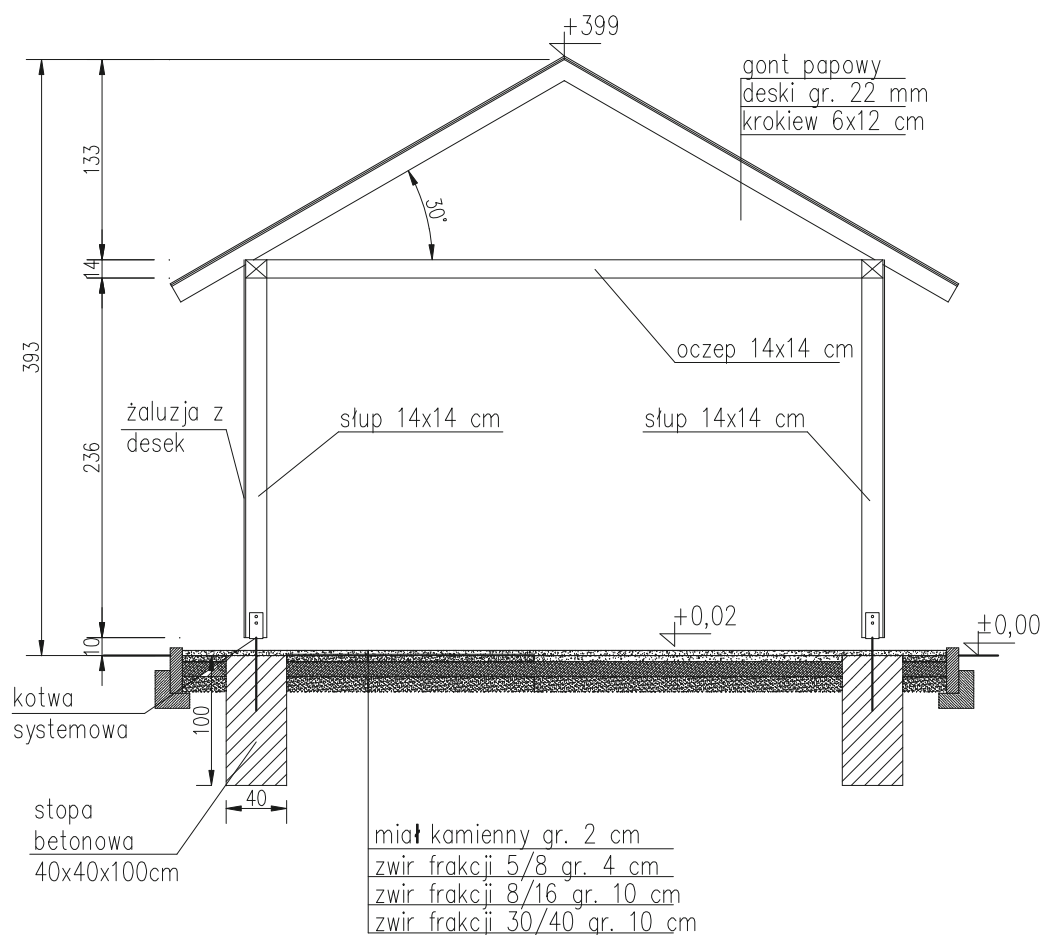 +399
gont papowy
deski gr. 22 mm
krokiew 6x12 cm
133
30°
14
393
oczep 14x14 cm
żaluzja z
desek
słup 14x14 cm
słup 14x14 cm
236
+0,02
±0,00
10
kotwa
systemowa
100
40
stopa
betonowa
40x40x100cm
miał kamienny gr. 2 cm
zwir frakcji 5/8 gr. 4 cm
zwir frakcji 8/16 gr. 10 cm
zwir frakcji 30/40 gr. 10 cm